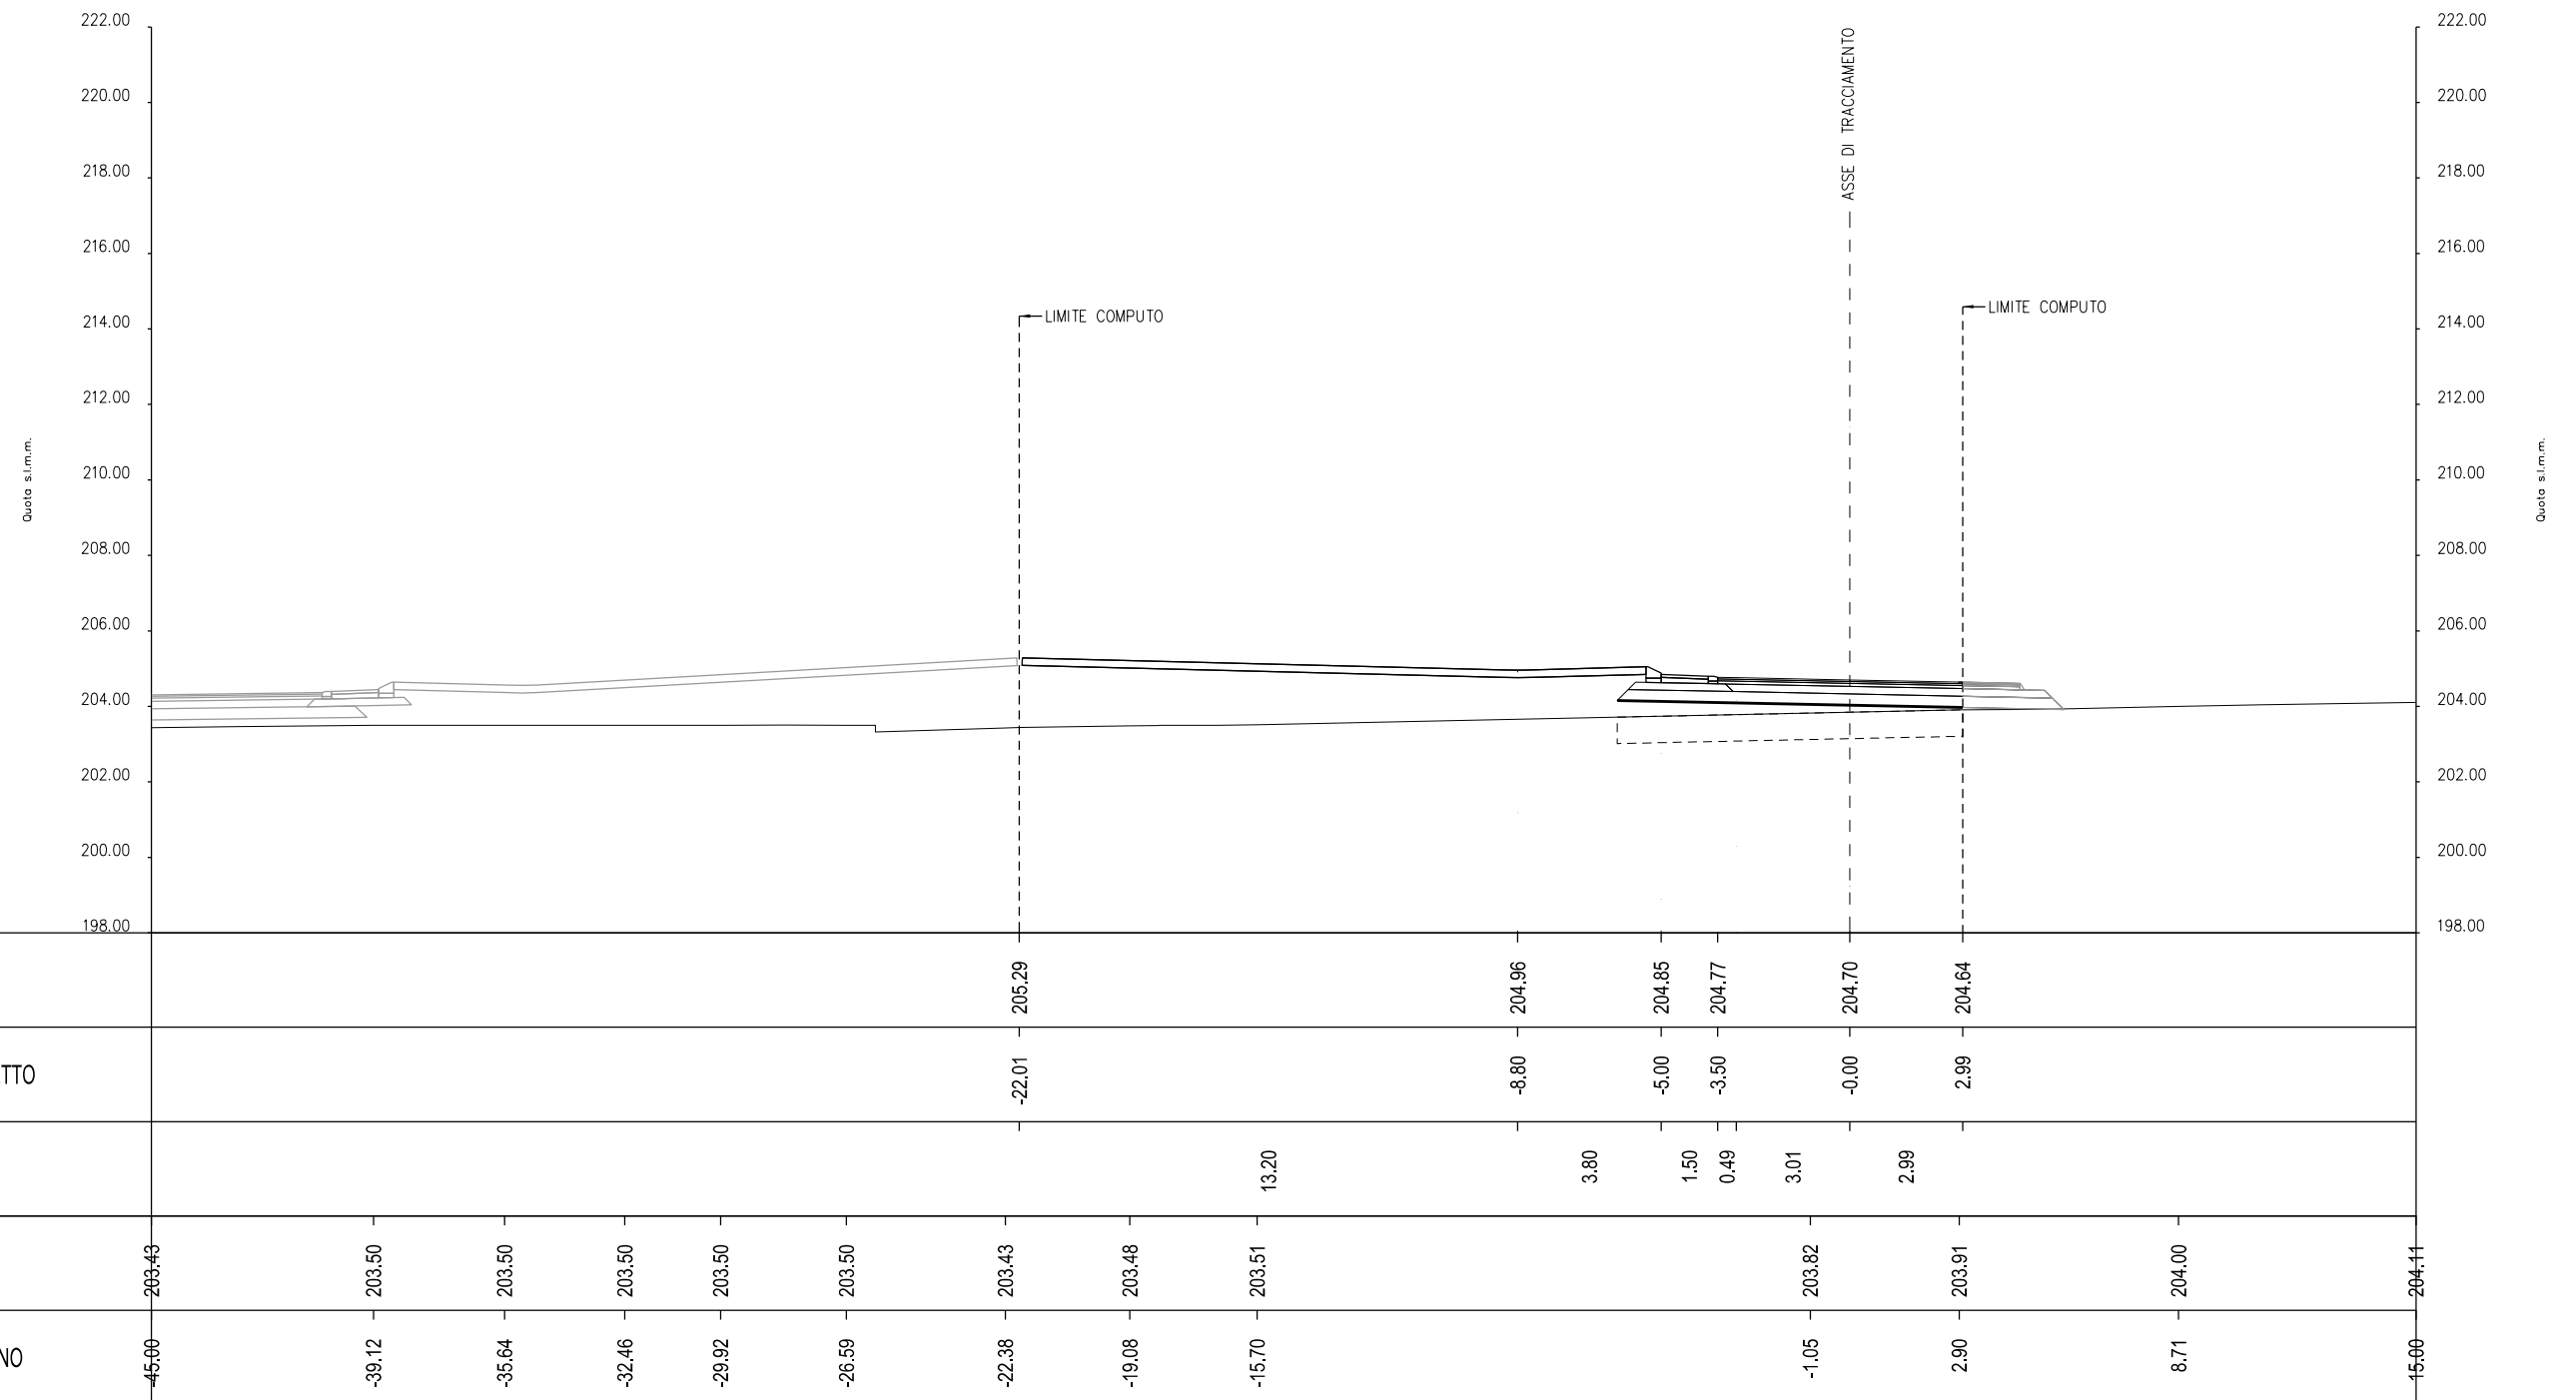 222.00
220.00
218.00
216.00
214.00
212.00
210.00
208.00
206.00
204.00
202.00
200.00
198.00
Quota s.l.m.m.
ASSE DI TRACCIAMENTO
LIMITE COMPUTO
LIMITE COMPUTO
222.00
220.00
218.00
216.00
214.00
212.00
210.00
208.00
206.00
204.00
202.00
200.00
198.00
Quota s.l.m.m.
205.29 204.96 204.85 204.77 204.70 204.64
TTO -22.01 -8.80 -5.00 -3.50 -0.00 2.99
13.20 3.80 1.50 0.49 3.01 2.99
203.43 203.50 203.50 203.50 203.50 203.50 203.43 203.48 203.51 203.82 203.91 204.00 204.11
NO -45.00 -39.12 -35.64 -32.46 -29.92 -26.59 -22.38 -19.08 -15.70 -1.05 2.90 8.71 15.00